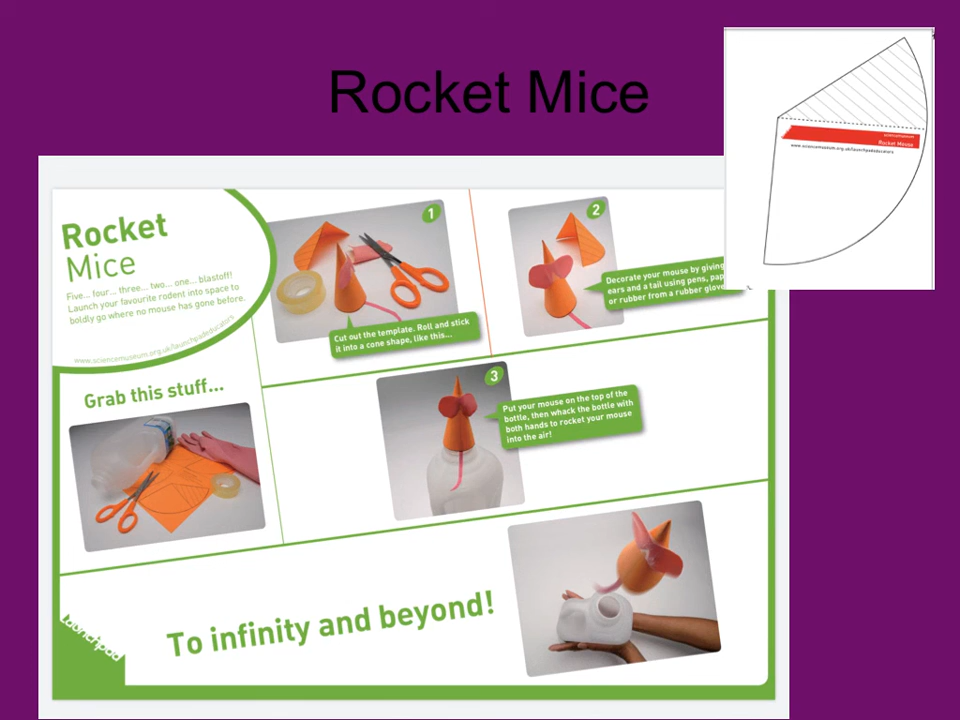 Rocket Mice
sciencemuseum
Rocket Mouse
www.sciencemuseum.org.uk/launchpadeducators
Rocket
Mice
Five... four... three... two... one... blastoff!
Launch your favourite rodent into space to
boldly go where no mouse has gone before.
www.sciencemuseum.org.uk/launchpadeducators
1
Cut out the template. Roll and stick
it into a cone shape, like this...
2
Decorate your mouse by giving
ears and a tail using pens,
or rubber from a rubber glove
Grab this stuff...
3
Put your mouse on the top of the
bottle, then whack the bottle with
both hands to rocket your mouse
into the air!
To infinity and beyond!
launchpad